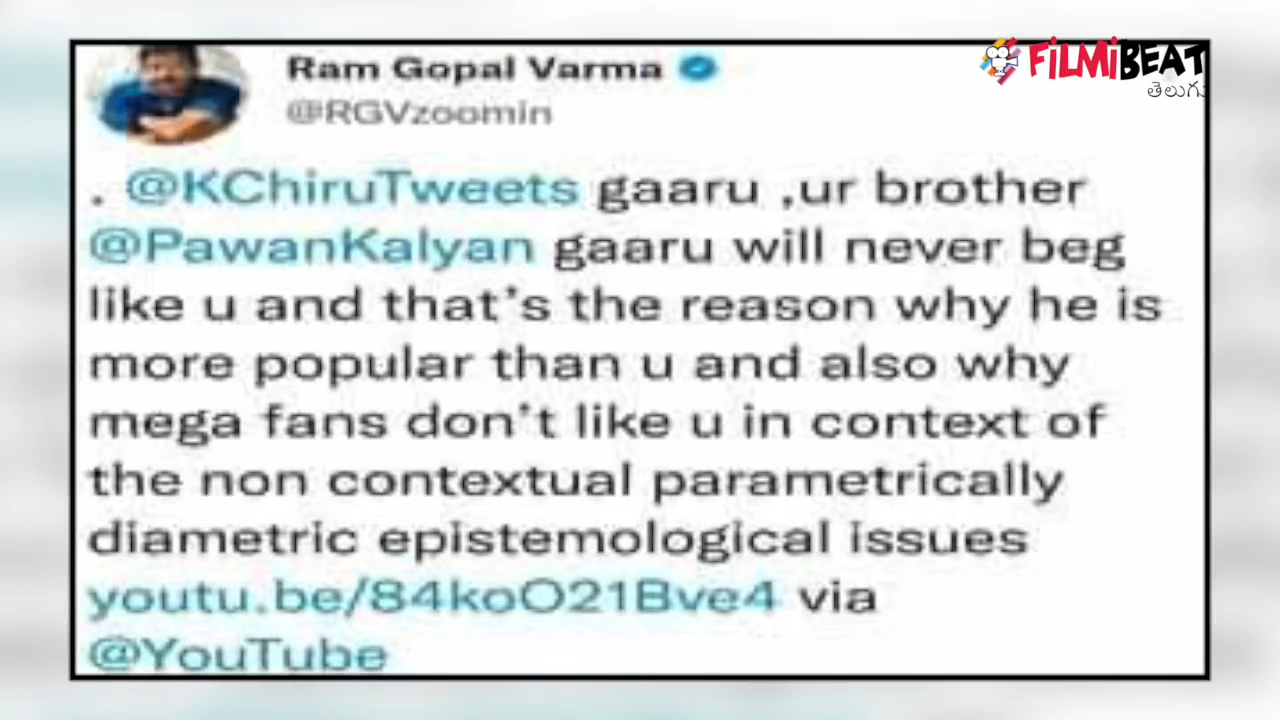 Ram Gopal Varma
@RGVzoomin
FILMIBEAT
తెలుగు
. @KChiruTweets gaaru ,ur brother
@PawanKalyan gaaru will never beg
like u and that's the reason why he is
more popular than u and also why
mega fans don't like u in context of
the non contextual parametrically
diametric epistemological issues
youtu.be/84koO21Bve4 via
@YouTube